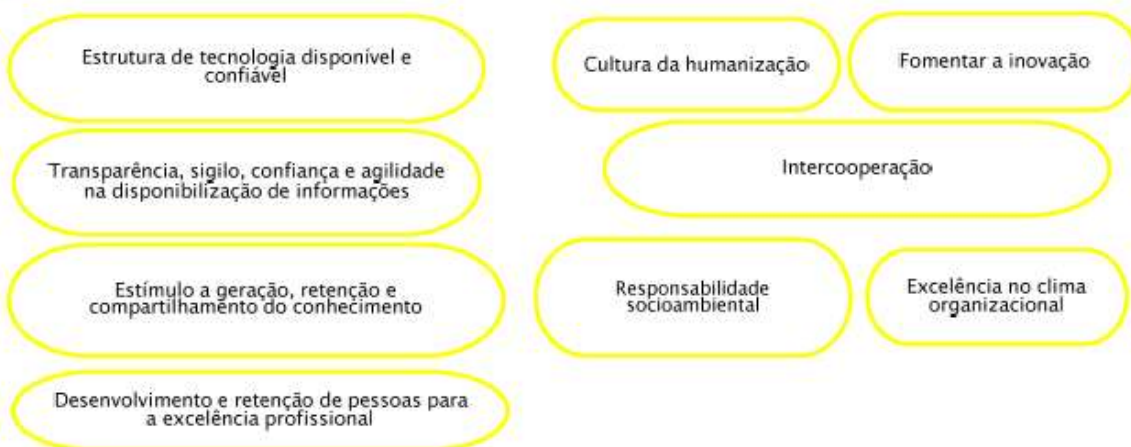 Estrutura de tecnologia disponível e
confiável
Cultura da humanização
Fomentar a inovação
Transparência, sigilo, confiança e agilidade
na disponibilização de informações
Intercooperação
Estímulo a geração, retenção e
compartilhamento do conhecimento
Responsabilidade
socioambiental
Excelência no clima
organizacional
Desenvolvimento e retenção de pessoas para
a excelência profissional